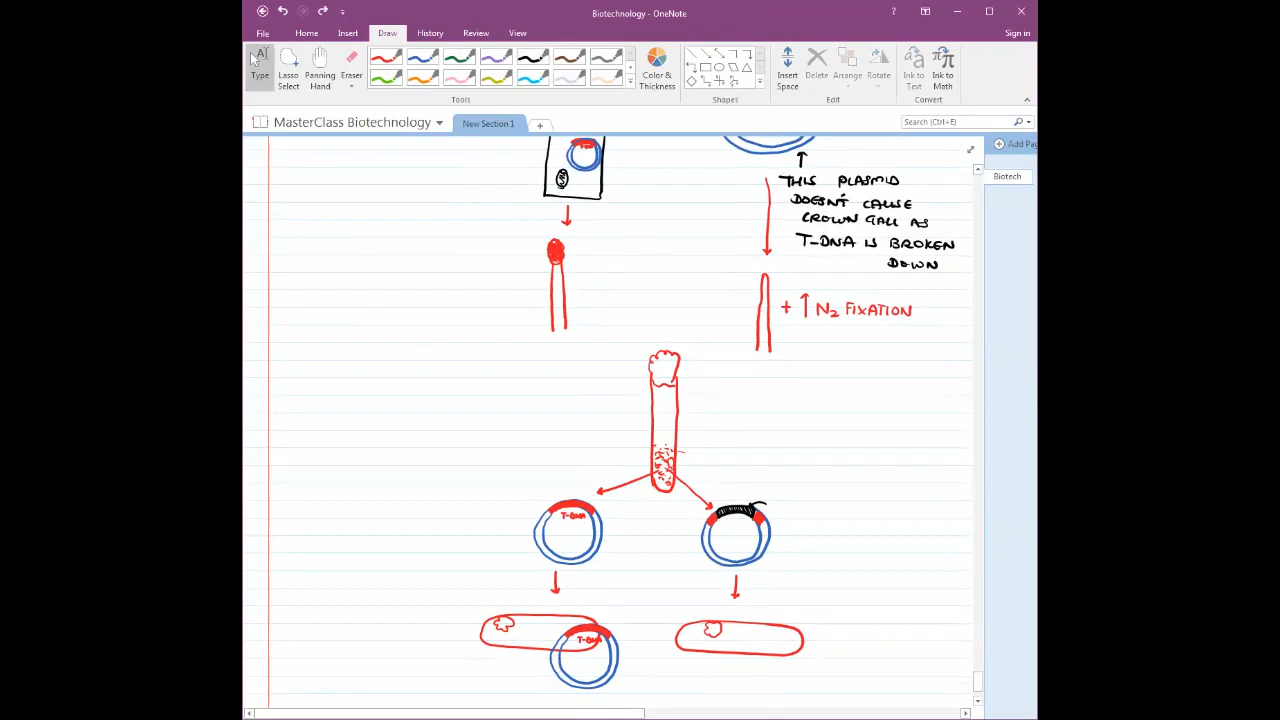 Biotechnology - OneNote
File Home Insert Draw History Review View Sign in
Type
Lasso Select
Panning Hand
Eraser
Color & Thickness
Insert Space
Delete
Arrange
Rotate
Ink to Text
Ink to Math
Tools Shapes Edit Convert
MasterClass Biotechnology New Section 1 Search (Ctrl+E)
Add Pag
Biotech
THIS PLASMID
DOESN'T CAUSE
CROWN GALL AS
T-DNA IS BROKEN
DOWN
+ ↑ N2 FIXATION
T-DNA
T-DNA